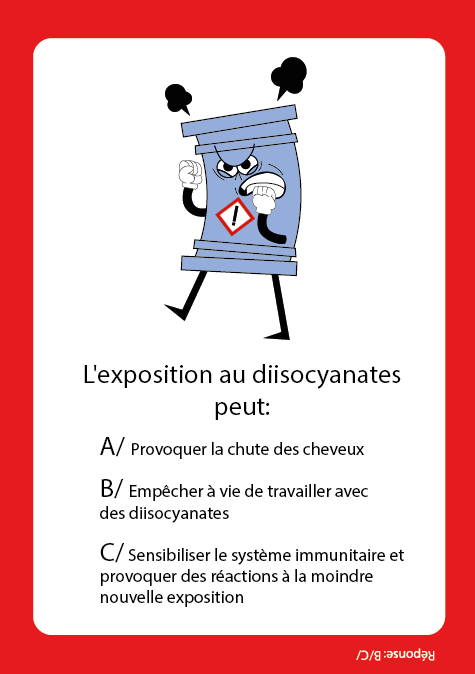 !
L'exposition au diisocyanates
peut:
A/ Provoquer la chute des cheveux
B/ Empêcher à vie de travailler avec
des diisocyanates
C/ Sensibiliser le système immunitaire et
provoquer des réactions à la moindre
nouvelle exposition
Réponse: B/C/